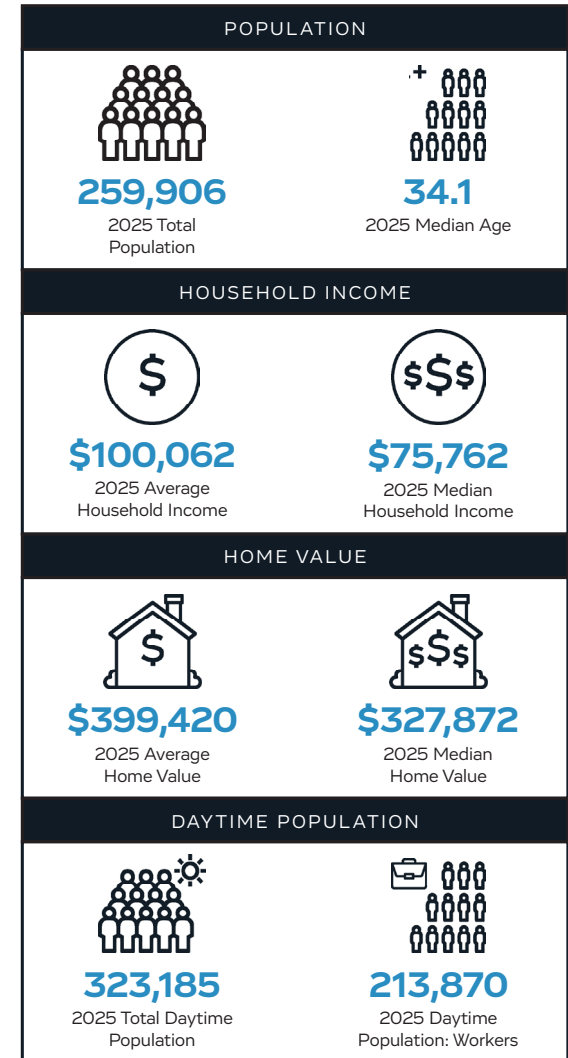 POPULATION
259,906
2025 Total
Population
34.1
2025 Median Age
HOUSEHOLD INCOME
$
$100,062
2025 Average
Household Income
$$$
$75,762
2025 Median
Household Income
HOME VALUE
$
$399,420
2025 Average
Home Value
$$$
$327,872
2025 Median
Home Value
DAYTIME POPULATION
323,185
2025 Total Daytime
Population
213,870
2025 Daytime
Population: Workers